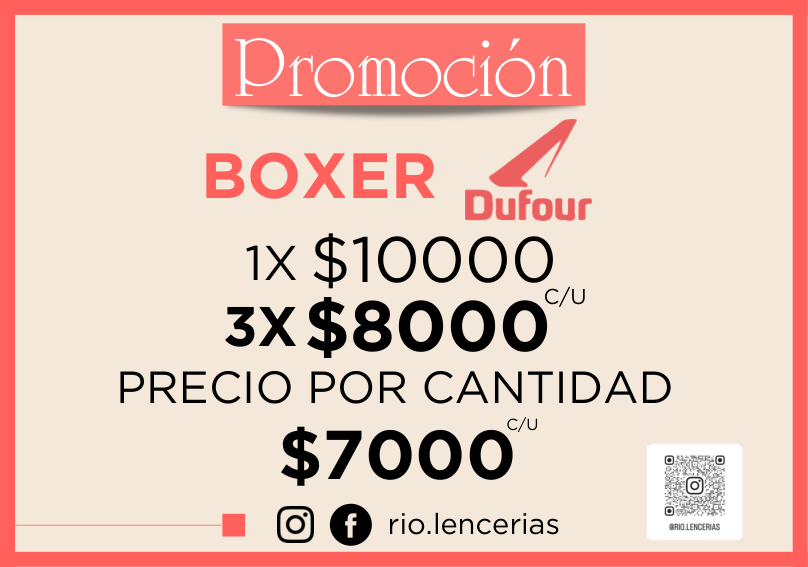 Promoción
BOXER
Dufour
1X $10000
3X $8000 C/U
PRECIO POR CANTIDAD
$7000 C/U
rio.lencerias
@RIO.LENCERIAS